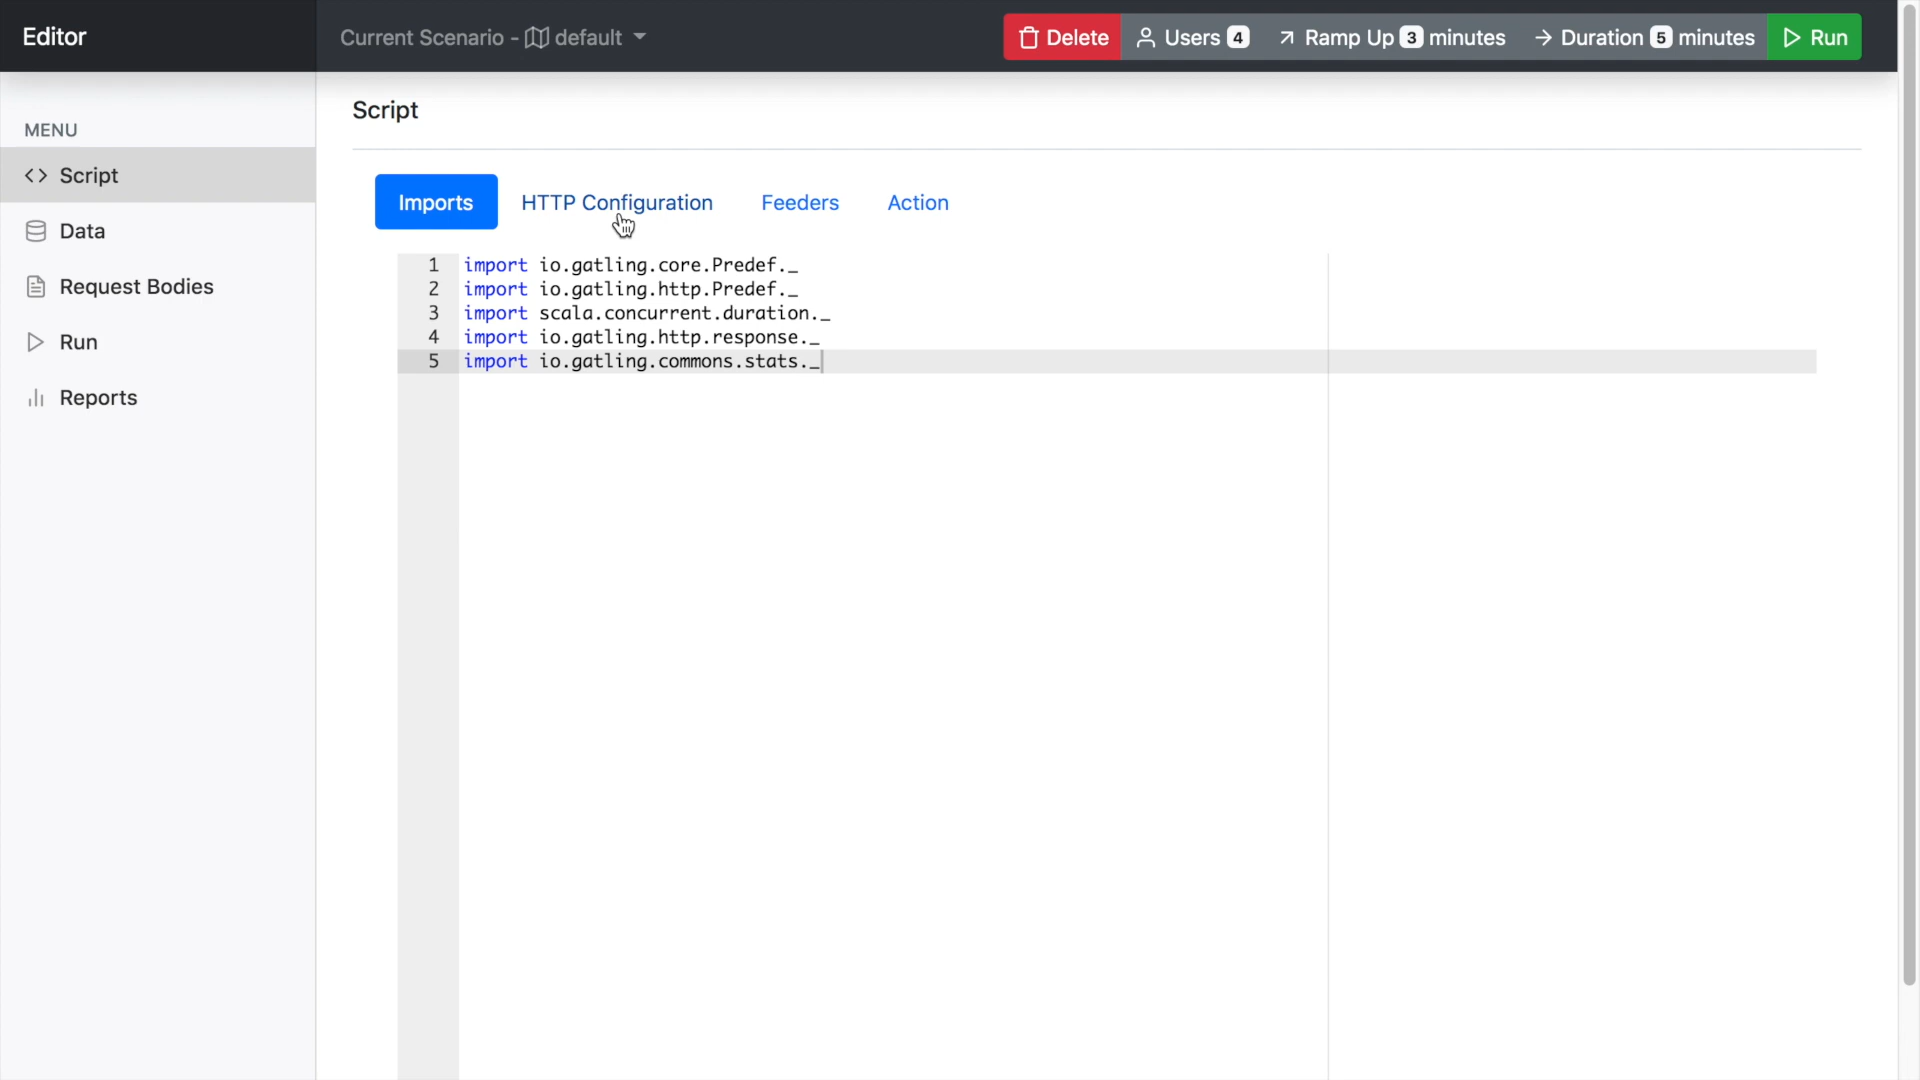 Editor
Current Scenario - default
Delete
Users 4
Ramp Up 3 minutes
Duration 5 minutes
Run
MENU
Script
Data
Request Bodies
Run
Reports
Script
Imports
HTTP Configuration
Feeders
Action
1 import io.gatling.core.Predef._
2 import io.gatling.http.Predef._
3 import scala.concurrent.duration._
4 import io.gatling.http.response._
5 import io.gatling.commons.stats._